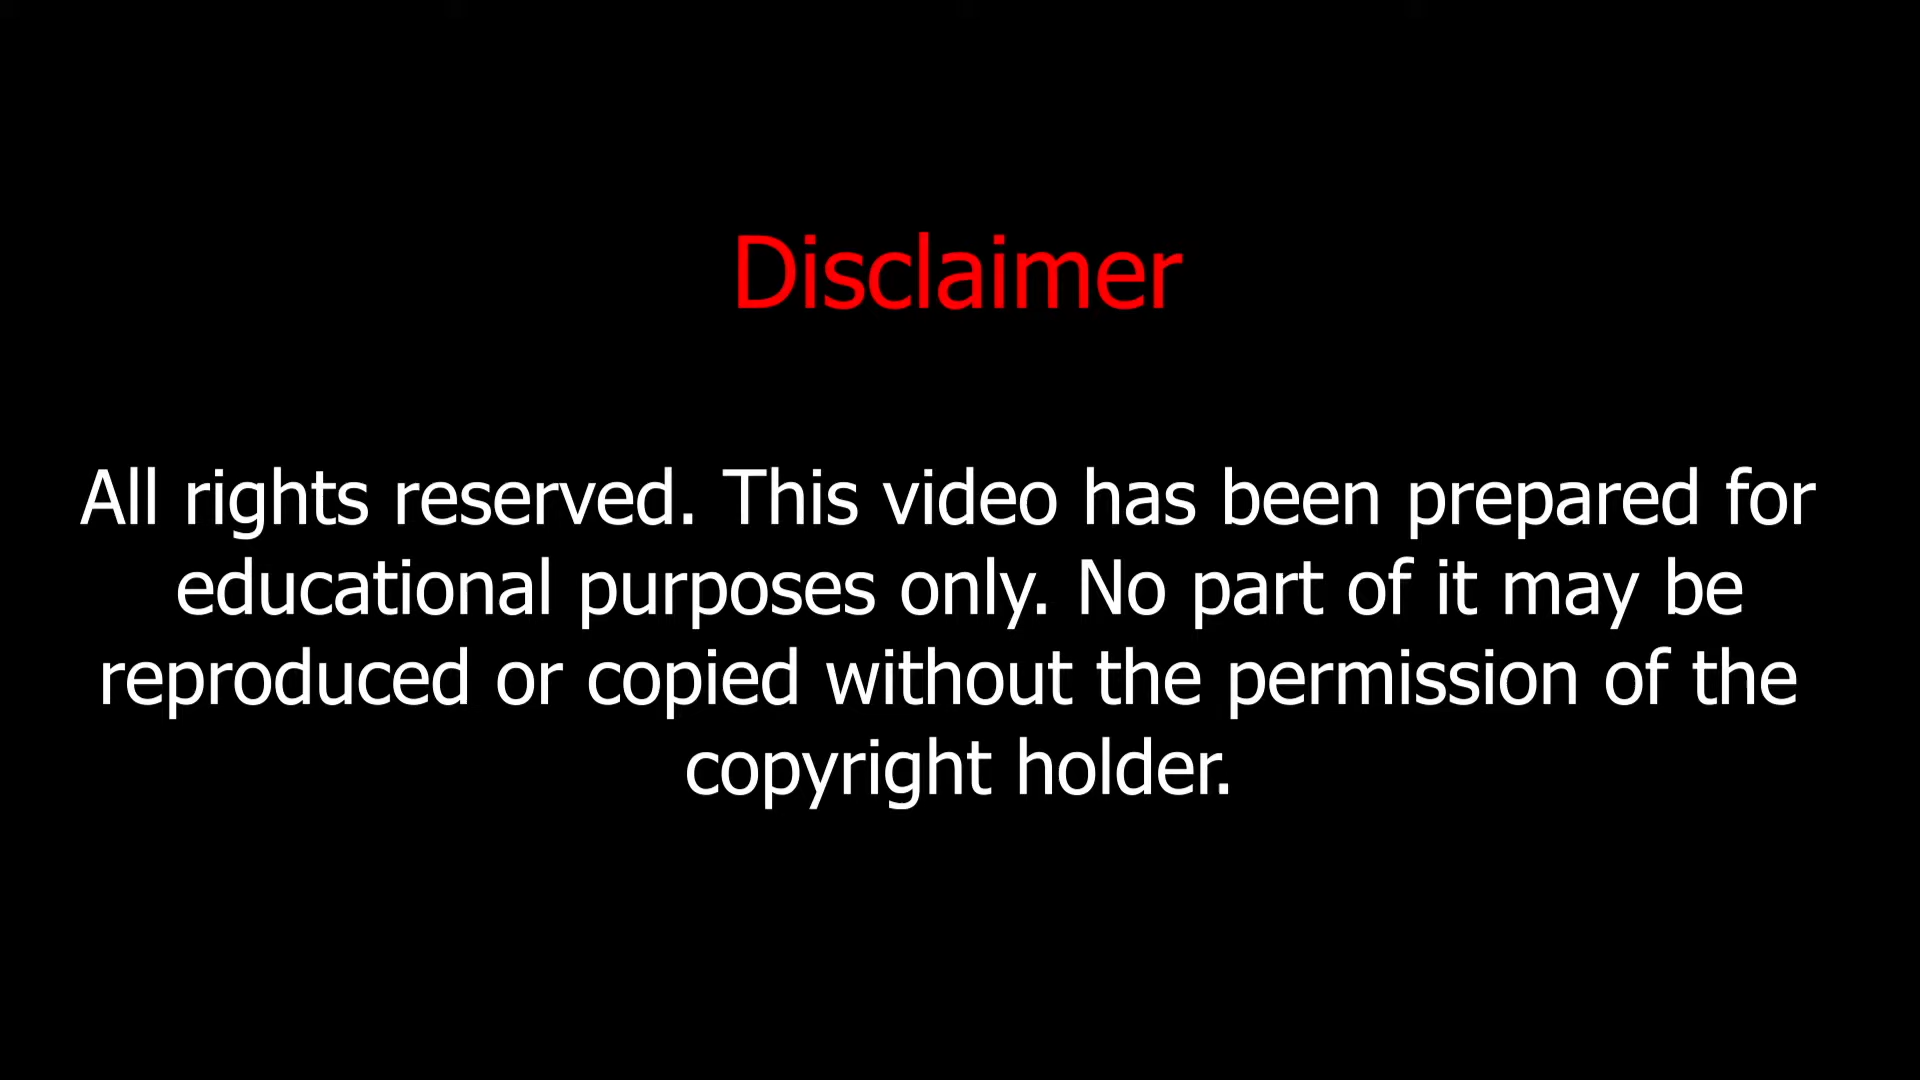 Disclaimer
All rights reserved. This video has been prepared for
educational purposes only. No part of it may be
reproduced or copied without the permission of the
copyright holder.